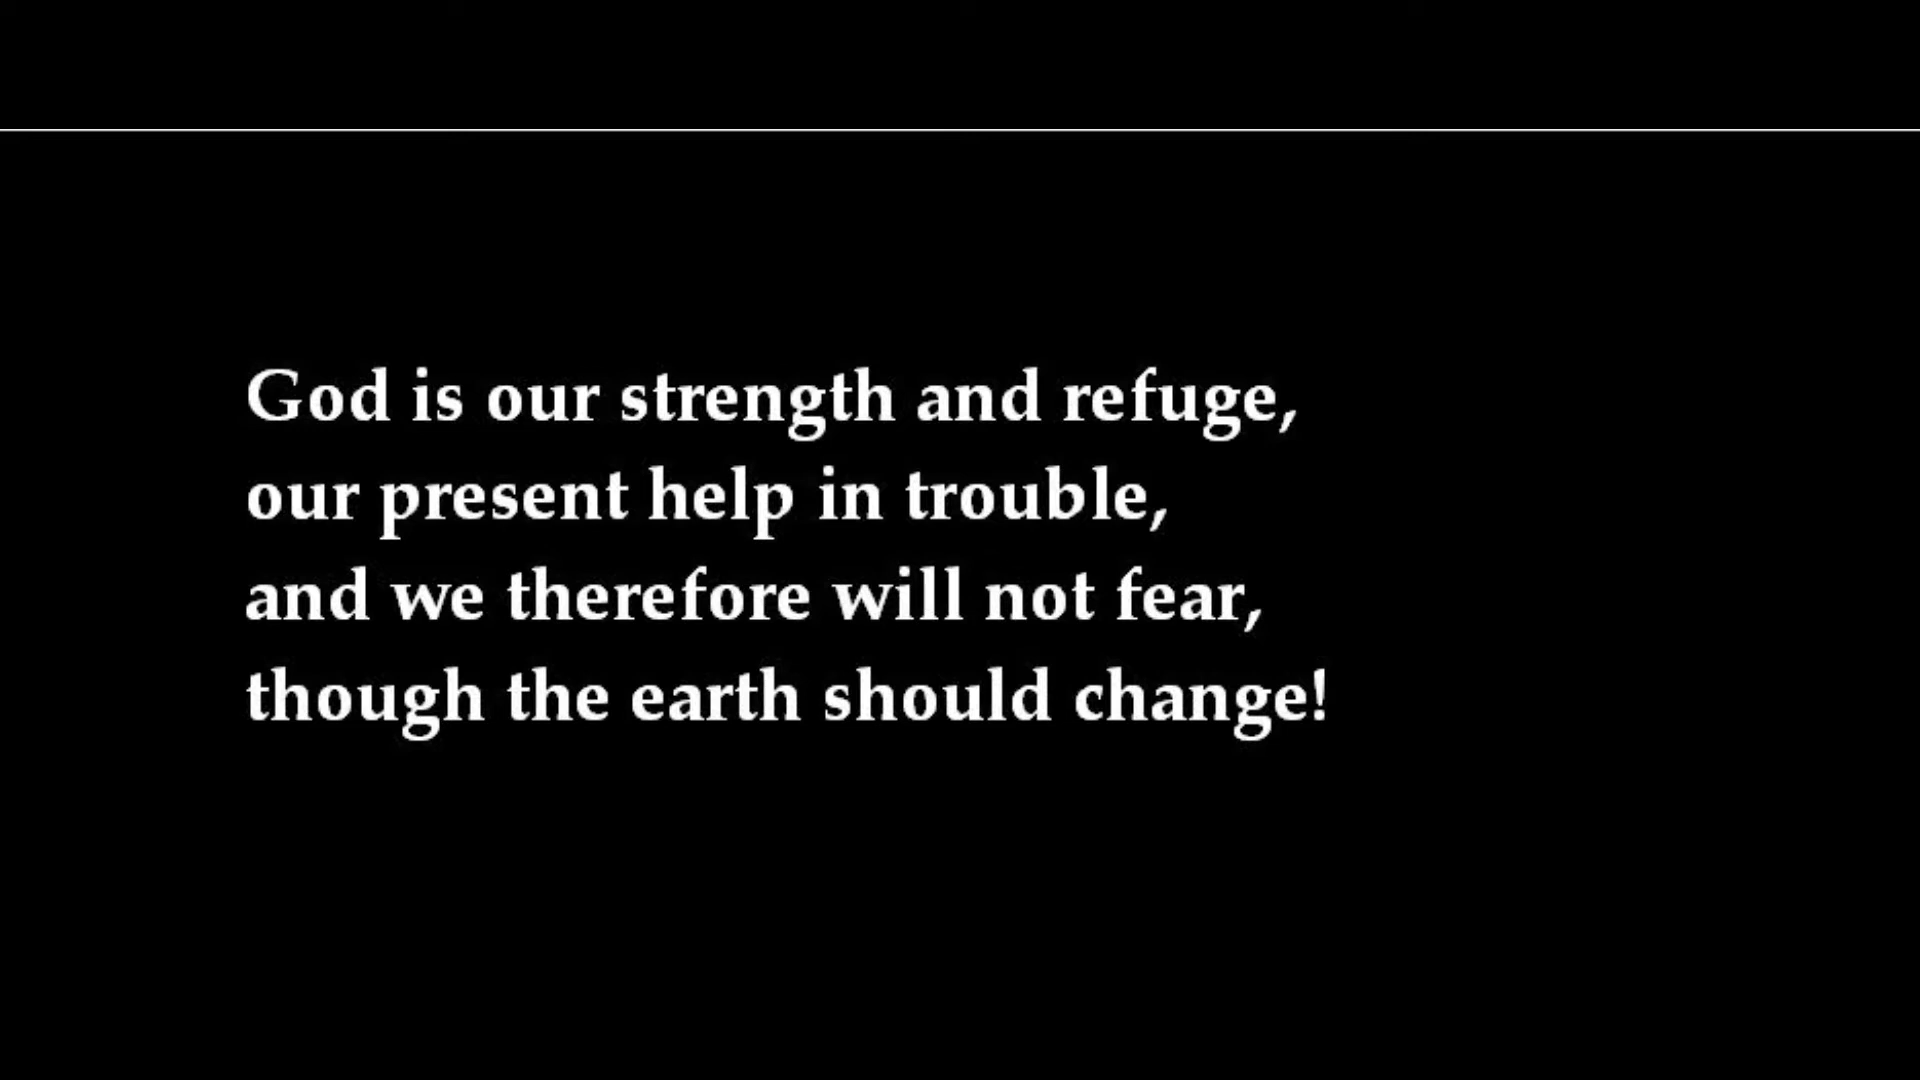 God is our strength and refuge,
our present help in trouble,
and we therefore will not fear,
though the earth should change!